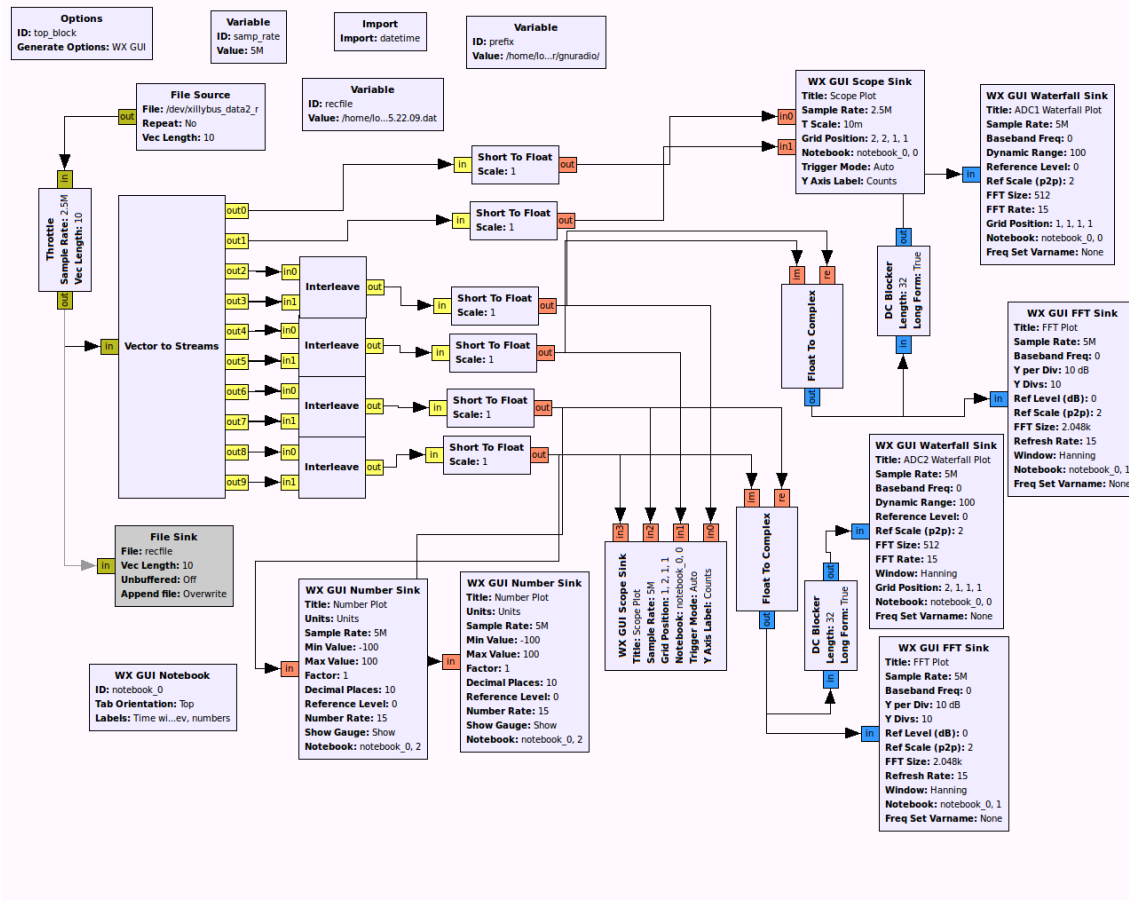 Options
ID: top_block
Generate Options: WX GUI
Variable
ID: samp_rate
Value: 5M
Import
Import: datetime
Variable
ID: prefix
Value: /home/lo...r/gnuradio/
File Source
File: /dev/xillybus_data2_r
Repeat: No
Vec Length: 10
out
Variable
ID: recfile
Value: /home/lo...5.22.09.dat
in
Throttle
Sample Rate: 2.5M
Vec Length: 10
out
in
Vector to Streams
out0
out1
out2
out3
out4
out5
out6
out7
out8
out9
in0
in1
Interleave
out
in0
in1
Interleave
out
in0
in1
Interleave
out
in0
in1
Interleave
out
in
Short To Float
Scale: 1
out
in
Short To Float
Scale: 1
out
in
Short To Float
Scale: 1
out
in
Short To Float
Scale: 1
out
in
Short To Float
Scale: 1
out
in
Short To Float
Scale: 1
out
in0
in1
WX GUI Scope Sink
Title: Scope Plot
Sample Rate: 2.5M
T Scale: 10m
Grid Position: 2, 2, 1, 1
Notebook: notebook_0, 0
Trigger Mode: Auto
Y Axis Label: Counts
in
WX GUI Waterfall Sink
Title: ADC1 Waterfall Plot
Sample Rate: 5M
Baseband Freq: 0
Dynamic Range: 100
Reference Level: 0
Ref Scale (p2p): 2
FFT Size: 512
FFT Rate: 15
Grid Position: 1, 1, 1, 1
Notebook: notebook_0, 0
Freq Set Varname: None
im
re
Float To Complex
out
out
DC Blocker
Length: 32
Long Form: True
in
in
WX GUI FFT Sink
Title: FFT Plot
Sample Rate: 5M
Baseband Freq: 0
Y per Div: 10 dB
Y Divs: 10
Ref Level (dB): 0
Ref Scale (p2p): 2
FFT Size: 2.048k
Refresh Rate: 15
Window: Hanning
Notebook: notebook_0, 1
Freq Set Varname: None
in
WX GUI Waterfall Sink
Title: ADC2 Waterfall Plot
Sample Rate: 5M
Baseband Freq: 0
Dynamic Range: 100
Reference Level: 0
Ref Scale (p2p): 2
FFT Size: 512
FFT Rate: 15
Window: Hanning
Grid Position: 2, 1, 1, 1
Notebook: notebook_0, 0
Freq Set Varname: None
im
re
Float To Complex
out
out
DC Blocker
Length: 32
Long Form: True
in
in3
in2
in1
in0
WX GUI Scope Sink
Title: Scope Plot
Sample Rate: 5M
Grid Position: 1, 2, 1, 1
Notebook: notebook_0, 0
Trigger Mode: Auto
Y Axis Label: Counts
in
File Sink
File: recfile
Vec Length: 10
Unbuffered: Off
Append file: Overwrite
in
WX GUI Number Sink
Title: Number Plot
Units: Units
Sample Rate: 5M
Min Value: -100
Max Value: 100
Factor: 1
Decimal Places: 10
Reference Level: 0
Number Rate: 15
Show Gauge: Show
Notebook: notebook_0, 2
in
WX GUI Number Sink
Title: Number Plot
Units: Units
Sample Rate: 5M
Min Value: -100
Max Value: 100
Factor: 1
Decimal Places: 10
Reference Level: 0
Number Rate: 15
Show Gauge: Show
Notebook: notebook_0, 2
WX GUI Notebook
ID: notebook_0
Tab Orientation: Top
Labels: Time wi...ev, numbers
in
WX GUI FFT Sink
Title: FFT Plot
Sample Rate: 5M
Baseband Freq: 0
Y per Div: 10 dB
Y Divs: 10
Ref Level (dB): 0
Ref Scale (p2p): 2
FFT Size: 2.048k
Refresh Rate: 15
Window: Hanning
Notebook: notebook_0, 1
Freq Set Varname: None